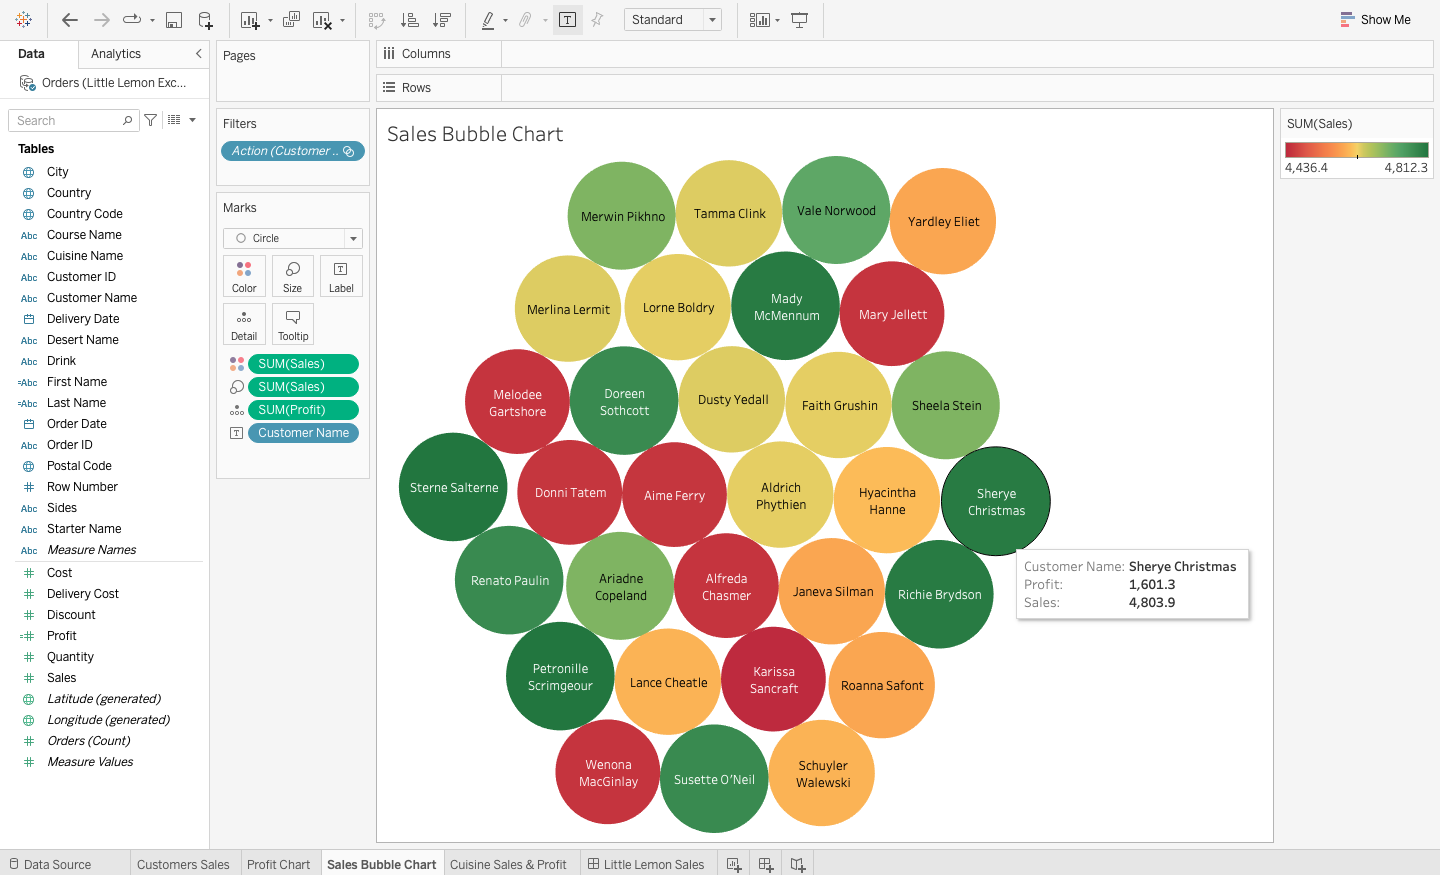 Standard
Show Me
Data
Analytics
Orders (Little Lemon Exc...
Search
Tables
City
Country
Country Code
Abc Course Name
Abc Cuisine Name
Abc Customer ID
Abc Customer Name
Delivery Date
Abc Desert Name
Abc Drink
=Abc First Name
=Abc Last Name
Order Date
Abc Order ID
Postal Code
# Row Number
Abc Sides
Abc Starter Name
Abc Measure Names
# Cost
# Delivery Cost
# Discount
=# Profit
# Quantity
# Sales
Latitude (generated)
Longitude (generated)
# Orders (Count)
# Measure Values
Pages
Filters
Action (Customer ..
Marks
Circle
Color
Size
Label
Detail
Tooltip
SUM(Sales)
SUM(Sales)
SUM(Profit)
Customer Name
Columns
Rows
Sales Bubble Chart
Merwin Pikhno
Tamma Clink
Vale Norwood
Yardley Eliet
Merlina Lermit
Lorne Boldry
Mady
McMennum
Mary Jellett
Melodee
Gartshore
Doreen
Sothcott
Dusty Yedall
Faith Grushin
Sheela Stein
Sterne Salterne
Donni Tatem
Aime Ferry
Aldrich
Phythien
Hyacintha
Hanne
Sherye
Christmas
Renato Paulin
Ariadne
Copeland
Alfreda
Chasmer
Janeva Silman
Richie Brydson
Petronille
Scrimgeour
Lance Cheatle
Karissa
Sancraft
Roanna Safont
Wenona
MacGinlay
Susette O'Neil
Schuyler
Walewski
Customer Name: Sherye Christmas
Profit: 1,601.3
Sales: 4,803.9
SUM(Sales)
4,436.4 4,812.3
Data Source
Customers Sales
Profit Chart
Sales Bubble Chart
Cuisine Sales & Profit
Little Lemon Sales